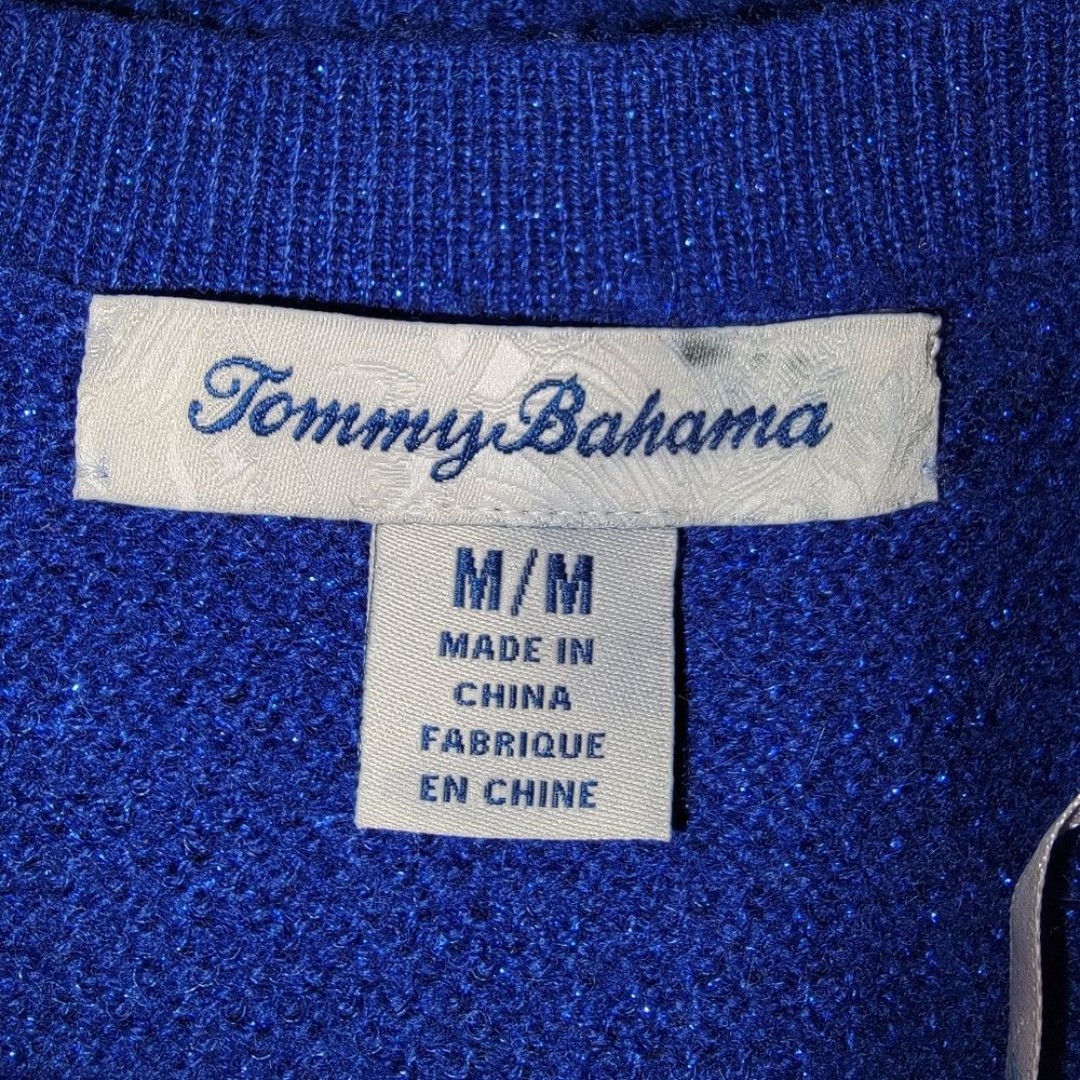 Tommy Bahama
M/M
MADE IN
CHINA
FABRIQUE
EN CHINE